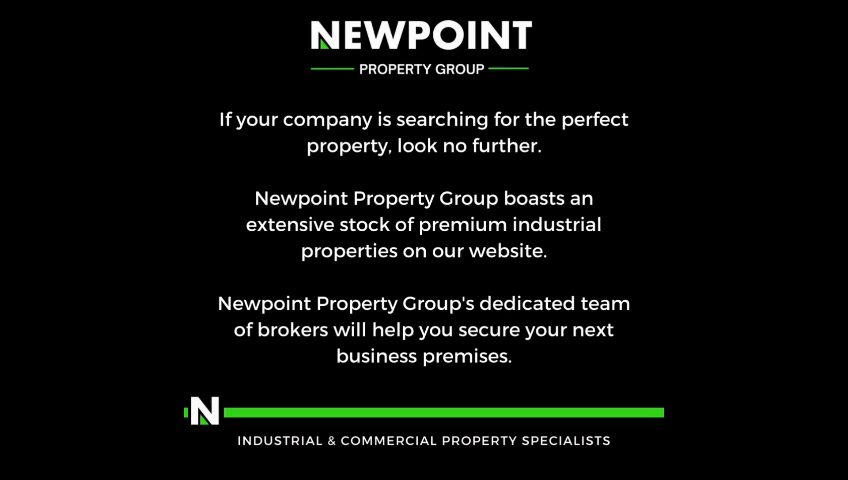 NEWPOINT
PROPERTY GROUP
If your company is searching for the perfect
property, look no further.
Newpoint Property Group boasts an
extensive stock of premium industrial
properties on our website.
Newpoint Property Group's dedicated team
of brokers will help you secure your next
business premises.
N
INDUSTRIAL & COMMERCIAL PROPERTY SPECIALISTS